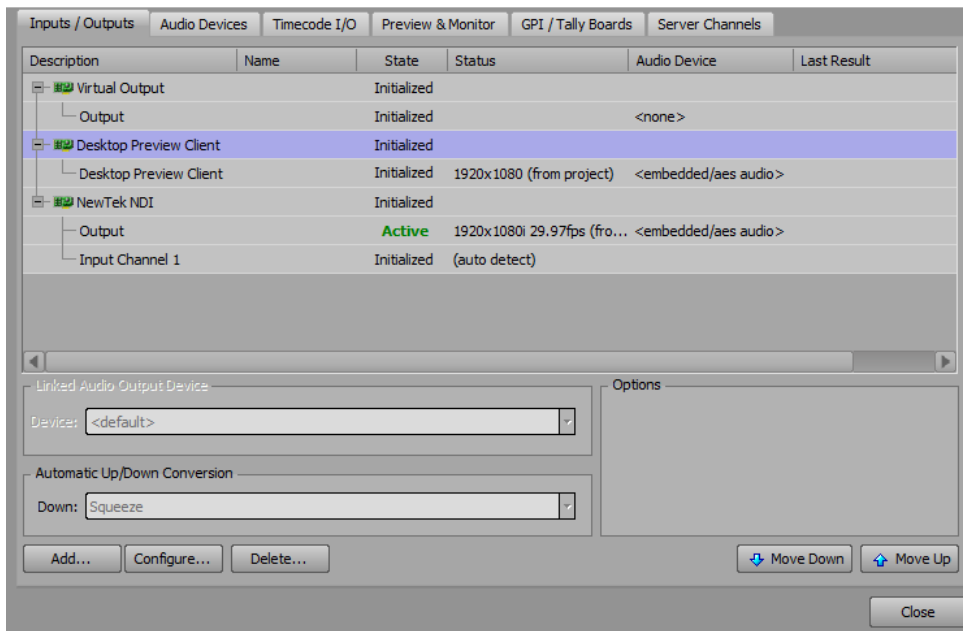 Inputs / Outputs Audio Devices Timecode I/O Preview & Monitor GPI / Tally Boards Server Channels
Description Name State Status Audio Device Last Result
Virtual Output Initialized
Output Initialized <none>
Desktop Preview Client Initialized
Desktop Preview Client Initialized 1920x1080 (from project) <embedded/aes audio>
NewTek NDI Initialized
Output Active 1920x1080i 29.97fps (fro... <embedded/aes audio>
Input Channel 1 Initialized (auto detect)
Linked Audio Output Device Options
Device: <default>
Automatic Up/Down Conversion
Down: Squeeze
Add... Configure... Delete... Move Down Move Up
Close